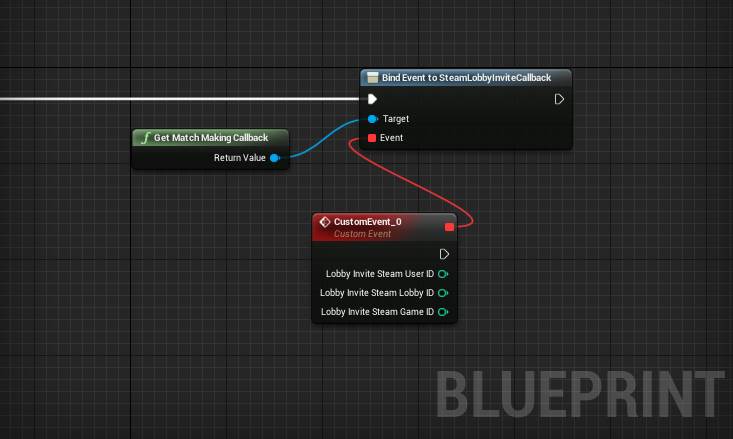 Bind Event to SteamLobbyInviteCallback
Target
Event
f Get Match Making Callback
Return Value
CustomEvent_0
Custom Event
Lobby Invite Steam User ID
Lobby Invite Steam Lobby ID
Lobby Invite Steam Game ID
BLUEPRINT